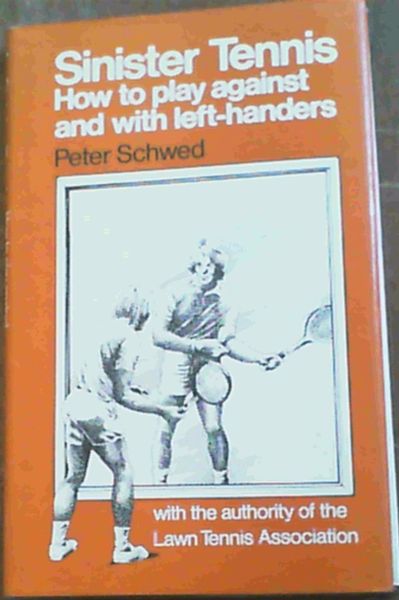 Sinister Tennis
How to play against
and with left-handers
Peter Schwed
with the authority of the
Lawn Tennis Association